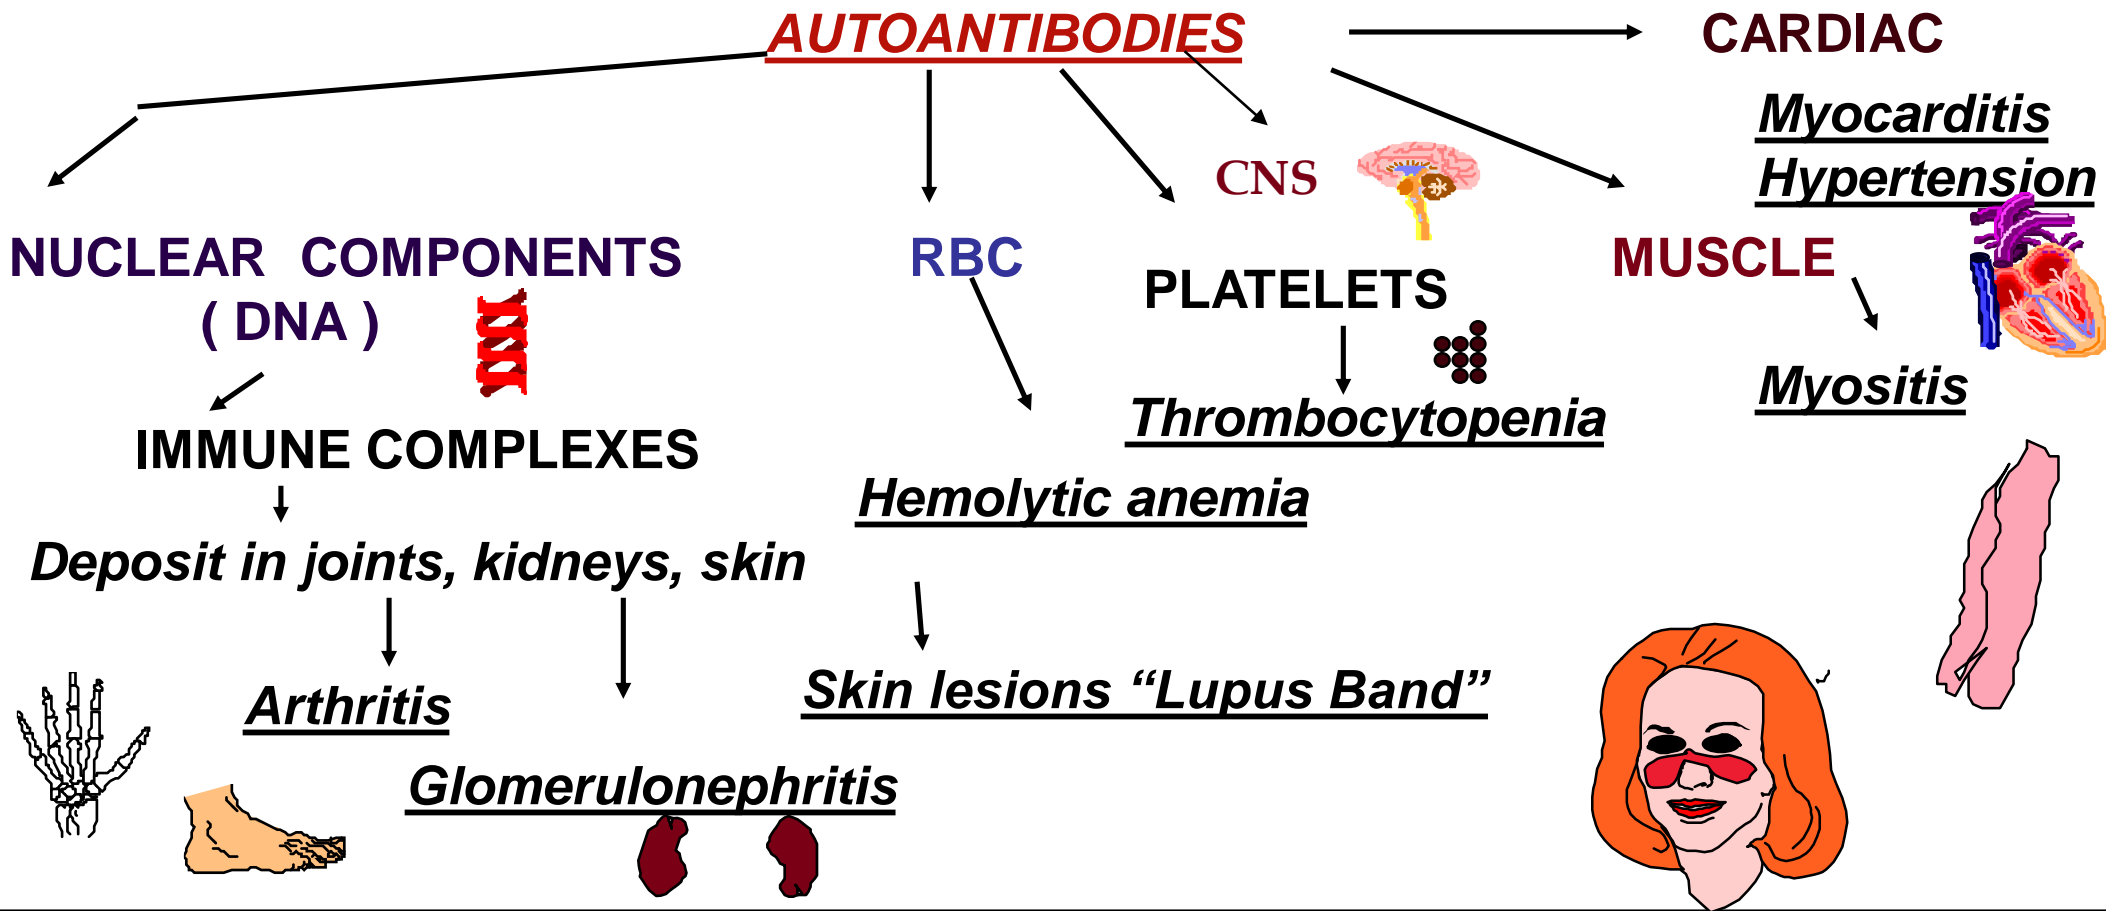 AUTOANTIBODIES
CARDIAC
Myocarditis
Hypertension
CNS
NUCLEAR COMPONENTS
( DNA )
RBC
PLATELETS
MUSCLE
Myositis
Thrombocytopenia
IMMUNE COMPLEXES
Hemolytic anemia
Deposit in joints, kidneys, skin
Skin lesions “Lupus Band”
Arthritis
Glomerulonephritis